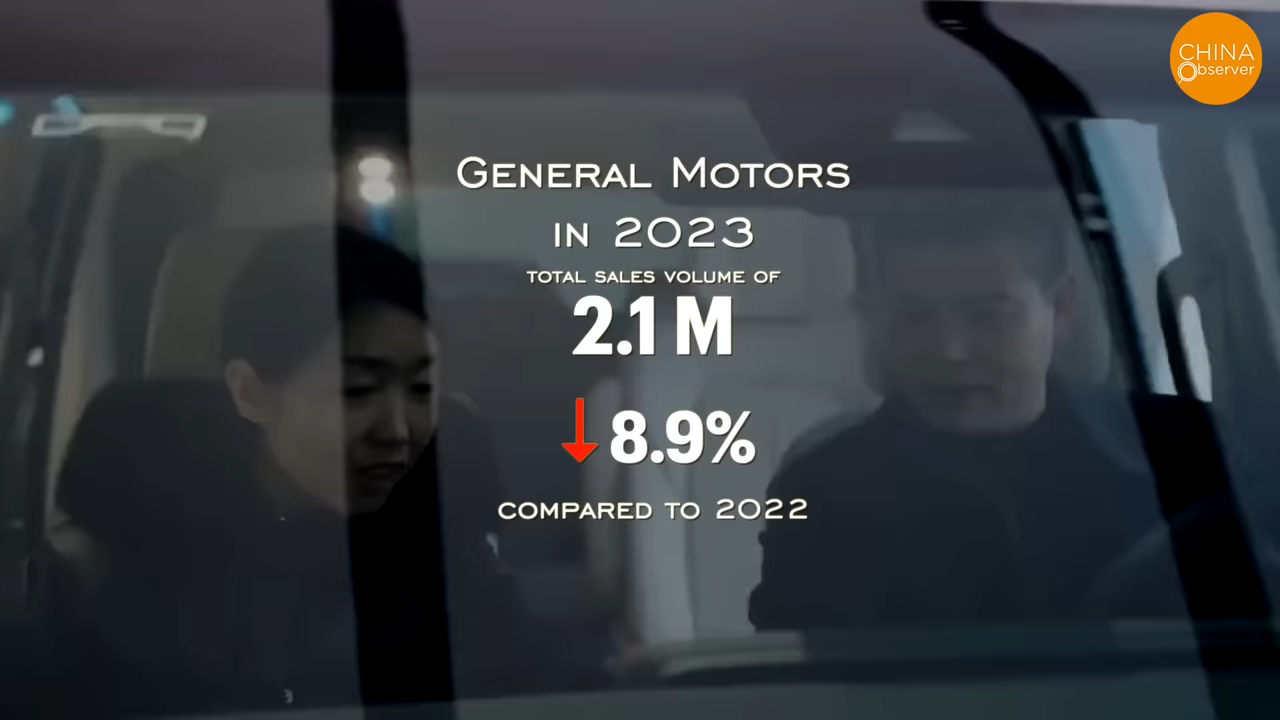 CHINA
Observer
GENERAL MOTORS
IN 2023
TOTAL SALES VOLUME OF
2.1 M
↓ 8.9%
COMPARED TO 2022